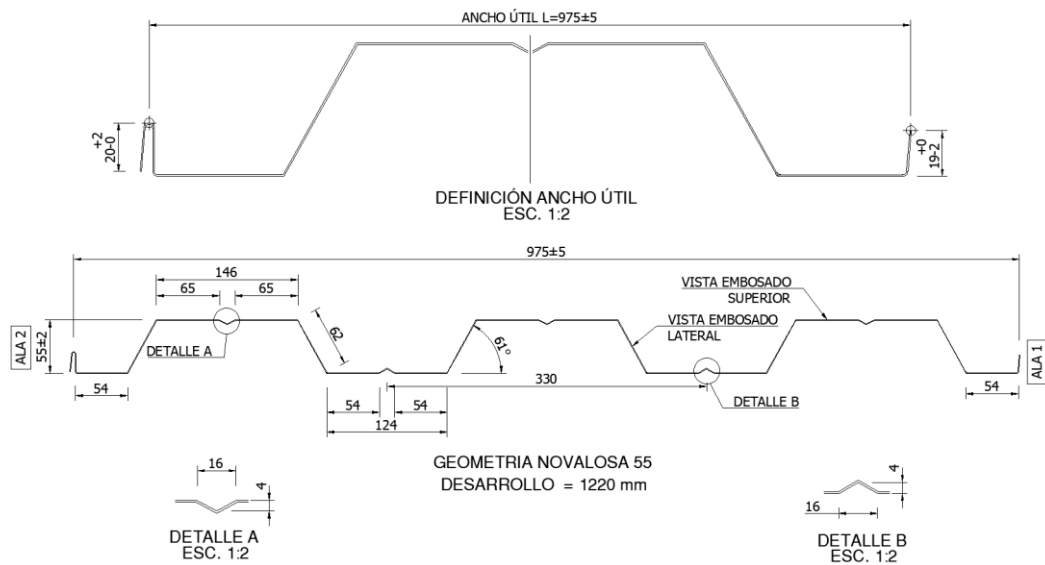 ANCHO ÚTIL L=975±5
+2
20-0
+0
19-2
DEFINICIÓN ANCHO ÚTIL
ESC. 1:2
975±5
146
65
65
VISTA EMBOSADO
SUPERIOR
VISTA EMBOSADO
LATERAL
ALA 2
55±2
DETALLE A
62
61°
ALA 1
54
330
54
54
54
DETALLE B
124
GEOMETRIA NOVALOSA 55
DESARROLLO = 1220 mm
16
4
DETALLE A
ESC. 1:2
4
16
DETALLE B
ESC. 1:2